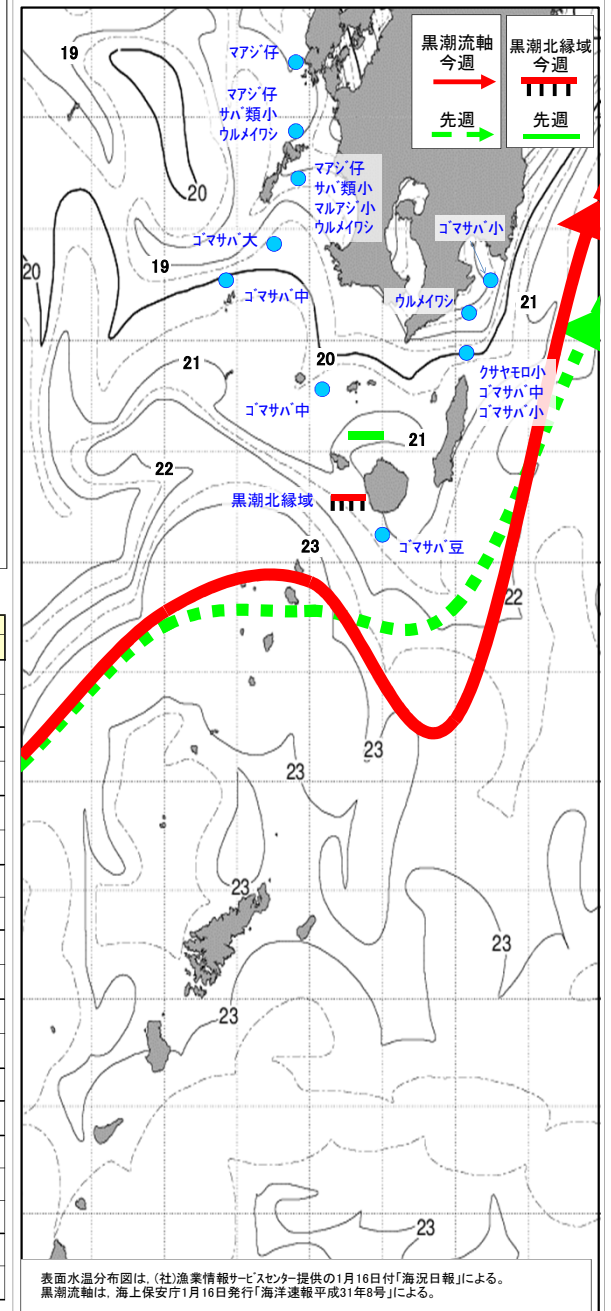 19
マアジ仔
黒潮流軸
今週
先週
黒潮北縁域
今週
先週
マアジ仔
サバ類小
ウルメイワシ
20
マアジ仔
サバ類小
マルアジ小
ウルメイワシ
ゴマサバ大
ゴマサバ小
20
19
ゴマサバ中
ウルメイワシ
21
21
20
クサヤモロ小
ゴマサバ中
ゴマサバ小
ゴマサバ中
21
22
黒潮北縁域
23
ゴマサバ豆
22
23
23
23
23
23
23
表面水温分布図は, (社)漁業情報サービスセンター提供の1月16日付「海況日報」による。
黒潮流軸は, 海上保安庁1月16日発行「海洋速報平成31年8号」による。